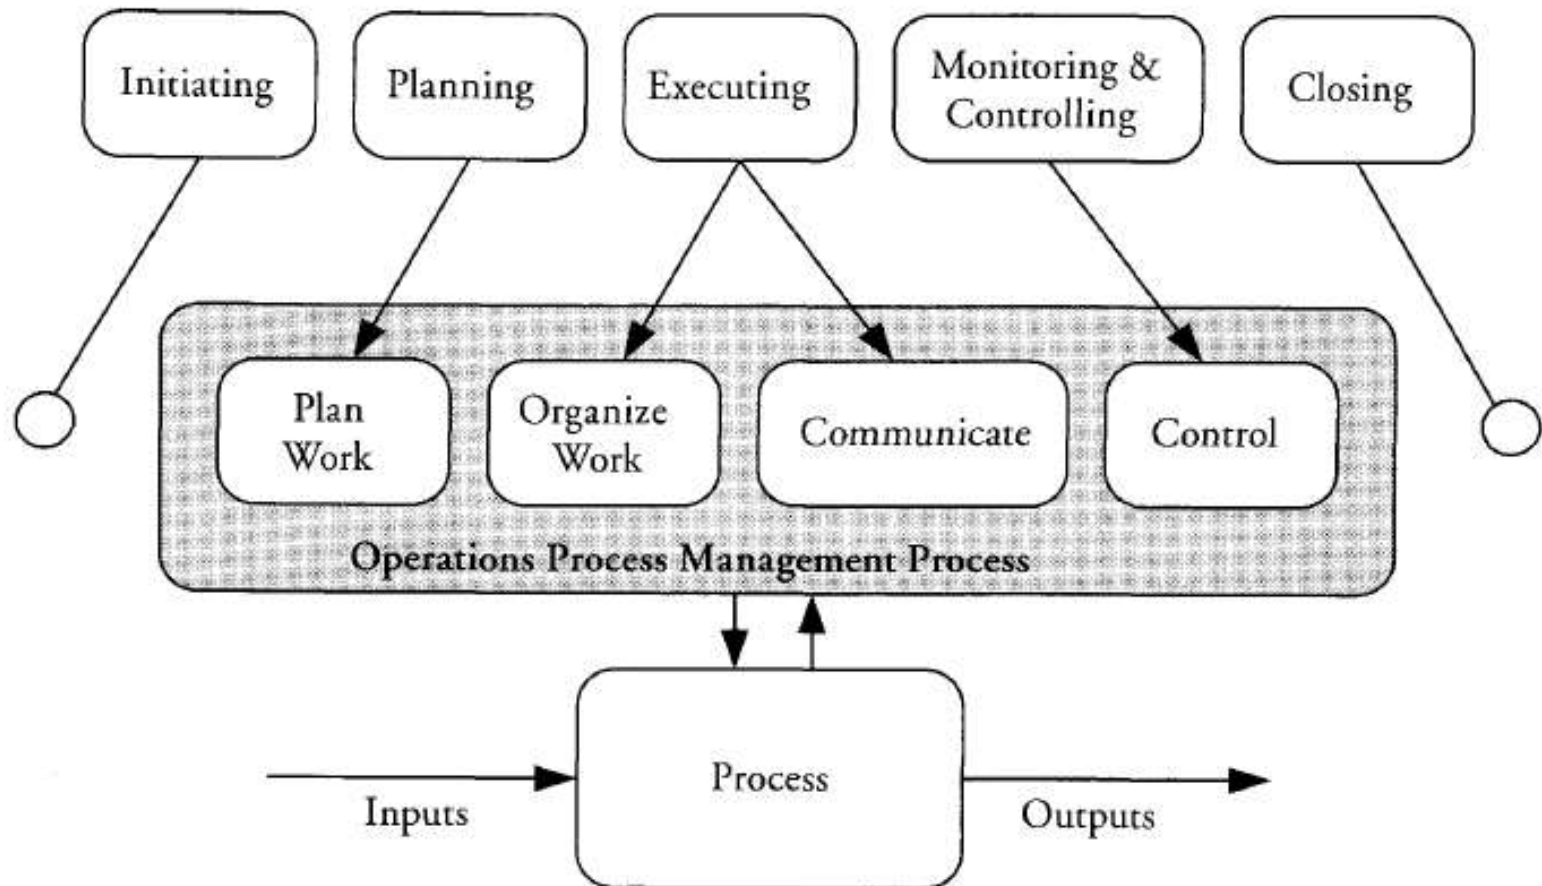 Initiating
Planning
Executing
Monitoring &
Controlling
Closing
Plan
Work
Organize
Work
Communicate
Control
Operations Process Management Process
Process
Inputs
Outputs